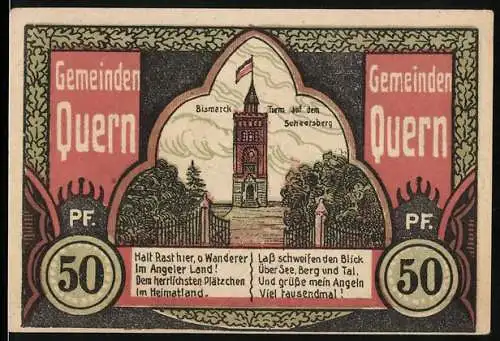 Gemeinden
Quern
Gemeinden
Quern
Bismarck Turm auf dem
Scheersberg
PF.
50
PF.
50
Halt Rast hier, o Wanderer
Im Angeler Land!
Dem herrlichsten Plätzchen
im Heimatland.
Laß schweifen den Blick
Über See, Berg und Tal,
Und grüße mein Angeln
Viel tausendmal!